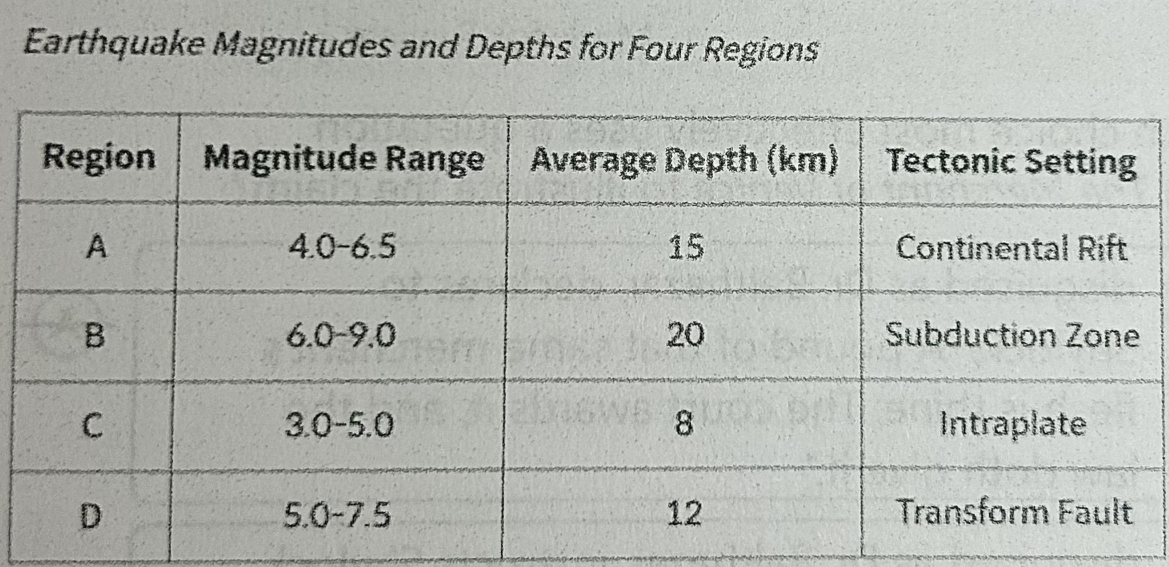 Earthquake Magnitudes and Depths for Four Regions
Region Magnitude Range Average Depth (km) Tectonic Setting
A 4.0-6.5 15 Continental Rift
B 6.0-9.0 20 Subduction Zone
C 3.0-5.0 8 Intraplate
D 5.0-7.5 12 Transform Fault